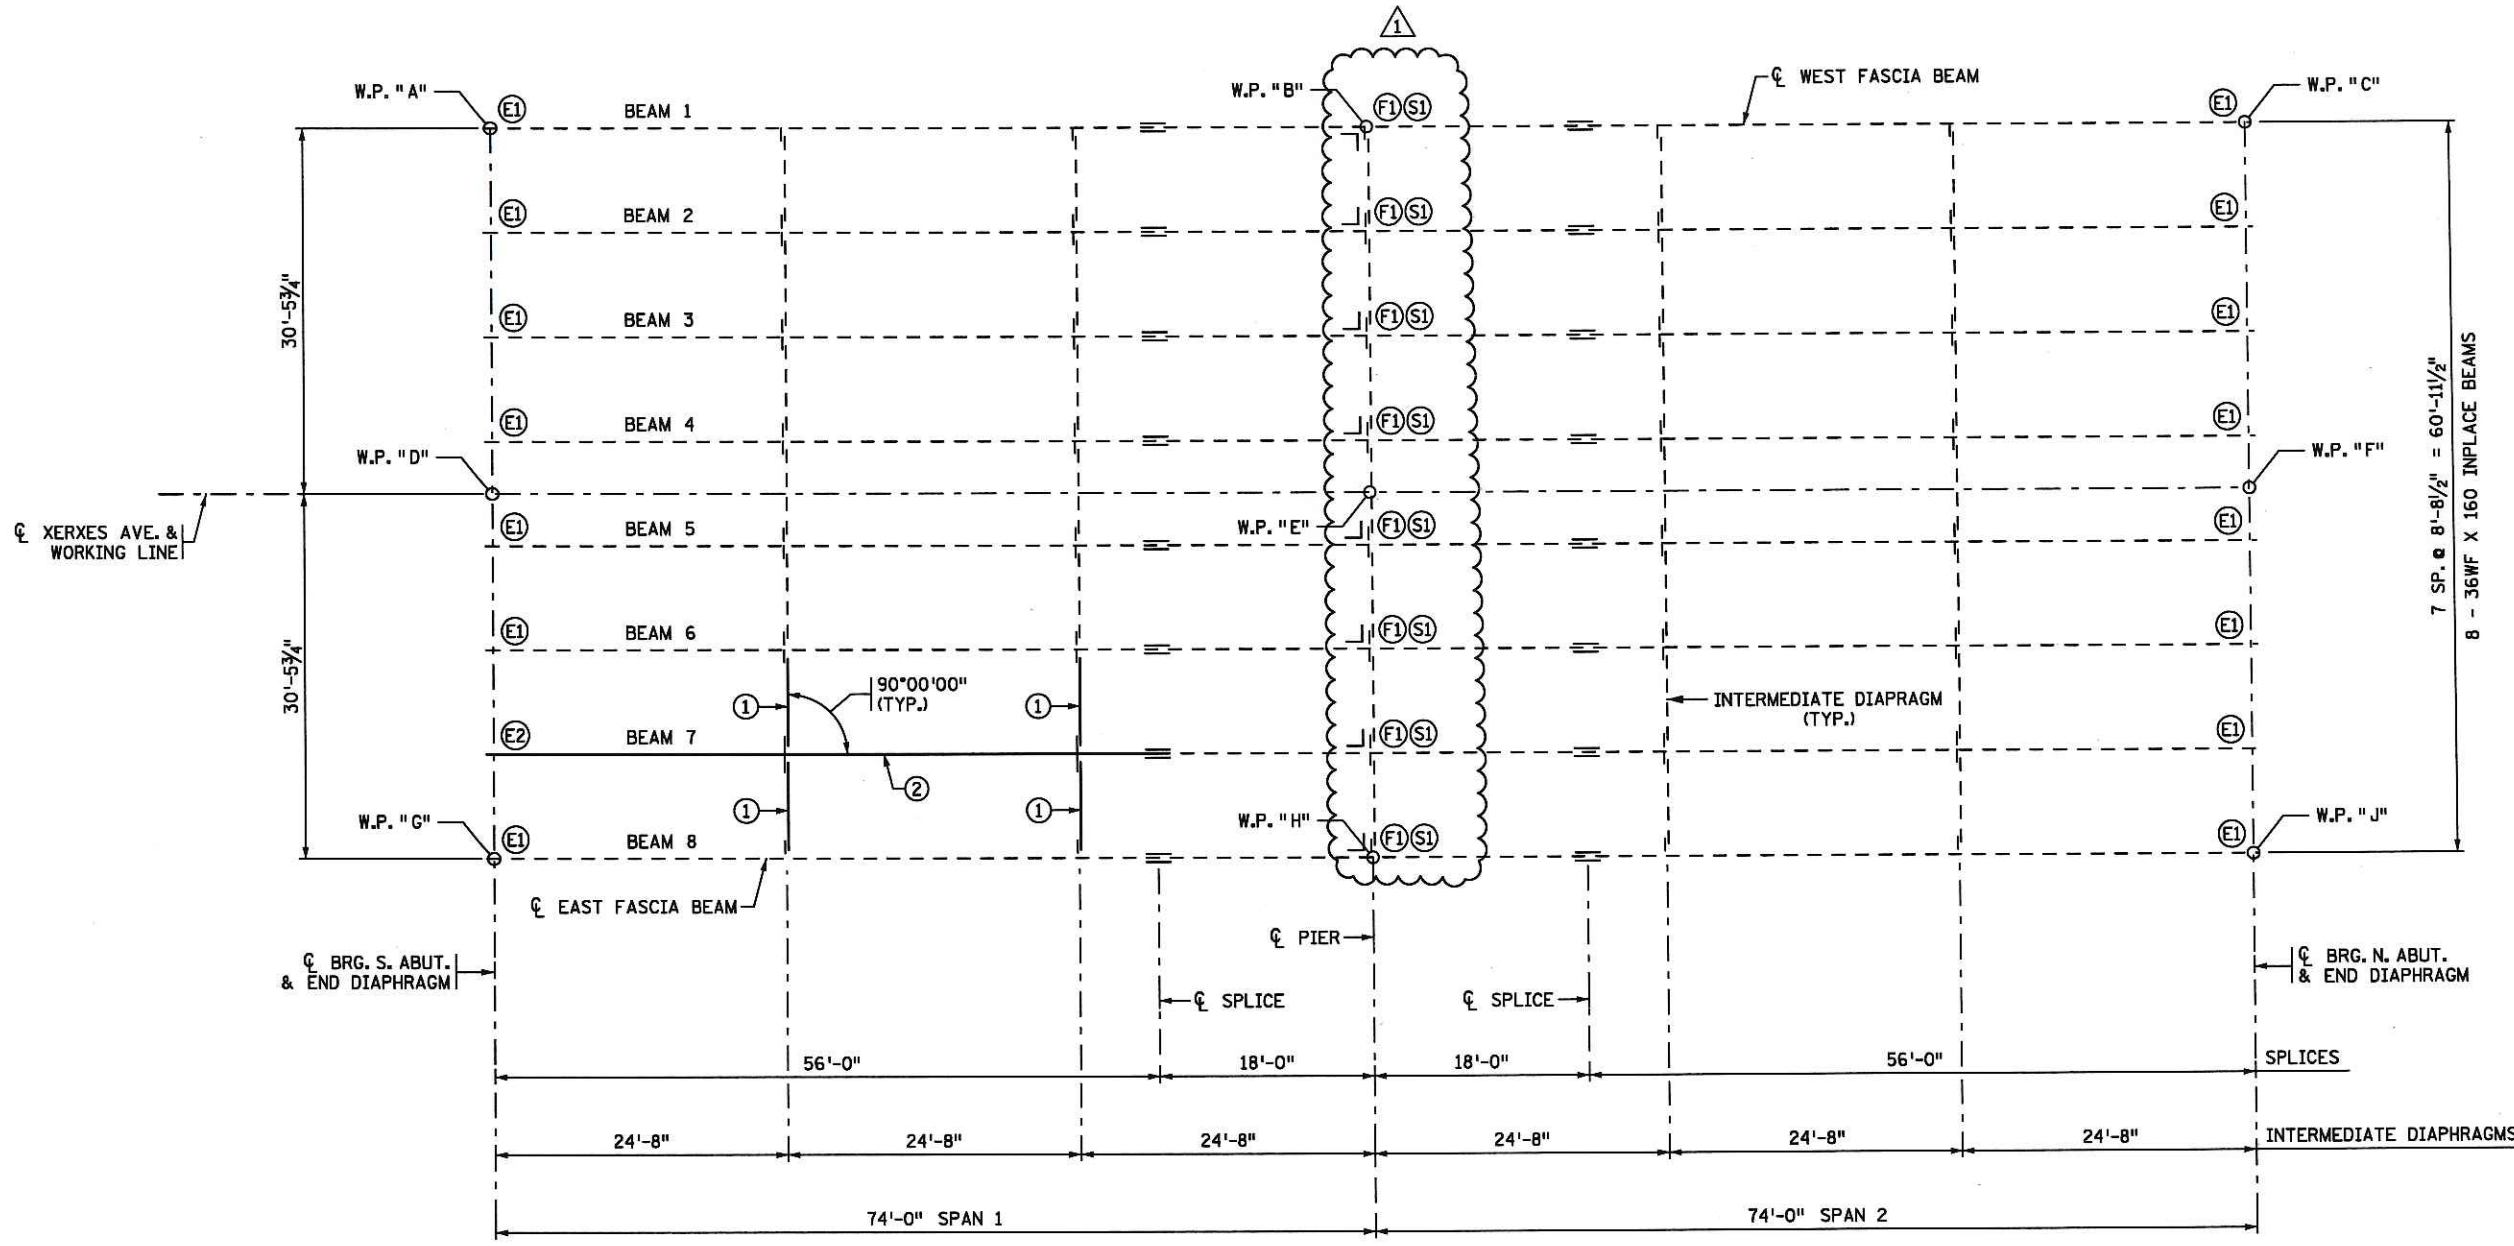 1
W.P. "A"
E1
BEAM 1
W.P. "B"
F1 S1
℄ WEST FASCIA BEAM
E1
W.P. "C"
E1
BEAM 2
F1 S1
E1
30'-5¾"
E1
BEAM 3
F1 S1
E1
E1
BEAM 4
F1 S1
E1
7 SP. @ 8'-8½" = 60'-11½"
8 - 36WF X 160 INPLACE BEAMS
W.P. "D"
W.P. "F"
℄ XERXES AVE. &
WORKING LINE
E1
BEAM 5
W.P. "E"
F1 S1
E1
30'-5¾"
E1
BEAM 6
F1 S1
E1
1
90°00'00"
(TYP.)
1
INTERMEDIATE DIAPRAGM
(TYP.)
E2
BEAM 7
F1 S1
E1
2
1
1
W.P. "G"
E1
BEAM 8
W.P. "H"
F1 S1
E1
W.P. "J"
℄ EAST FASCIA BEAM
℄ PIER
℄ BRG. S. ABUT.
& END DIAPHRAGM
℄ SPLICE
℄ SPLICE
℄ BRG. N. ABUT.
& END DIAPHRAGM
56'-0" 18'-0" 18'-0" 56'-0" SPLICES
24'-8" 24'-8" 24'-8" 24'-8" 24'-8" 24'-8" INTERMEDIATE DIAPHRAGMS
74'-0" SPAN 1 74'-0" SPAN 2